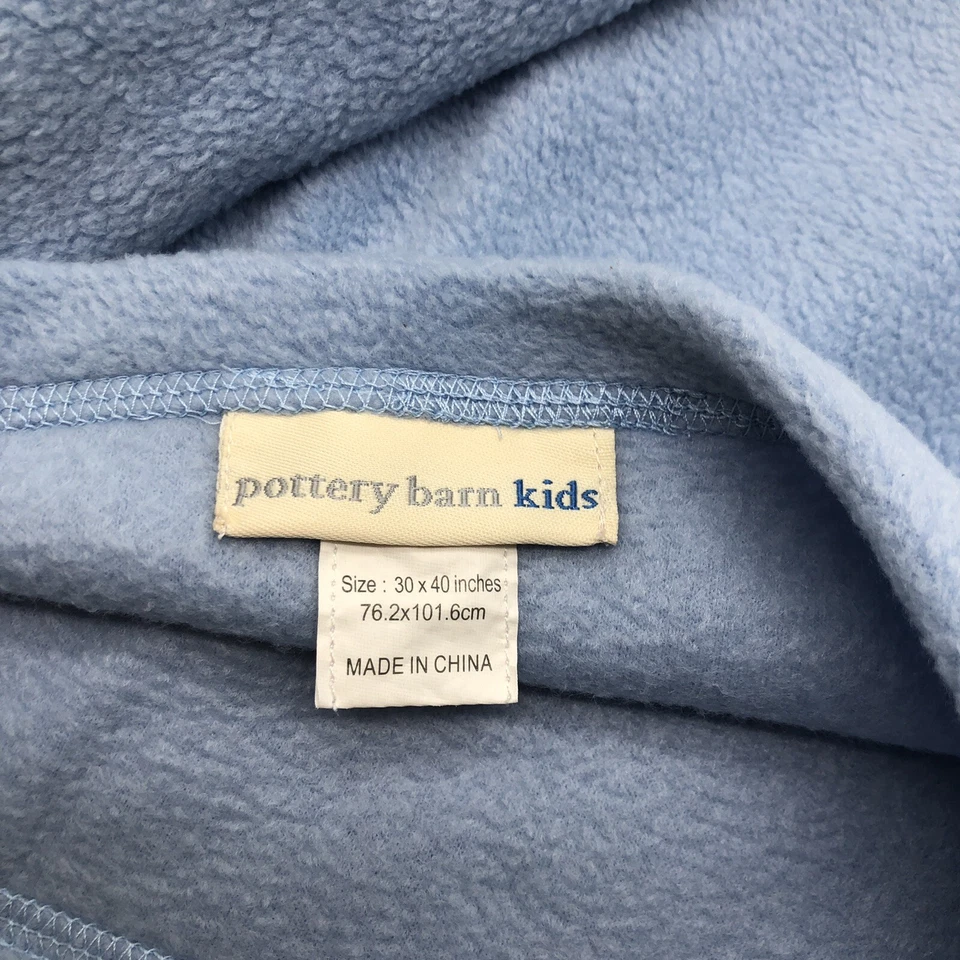 pottery barn kids
Size : 30 x 40 inches
76.2x101.6cm
MADE IN CHINA